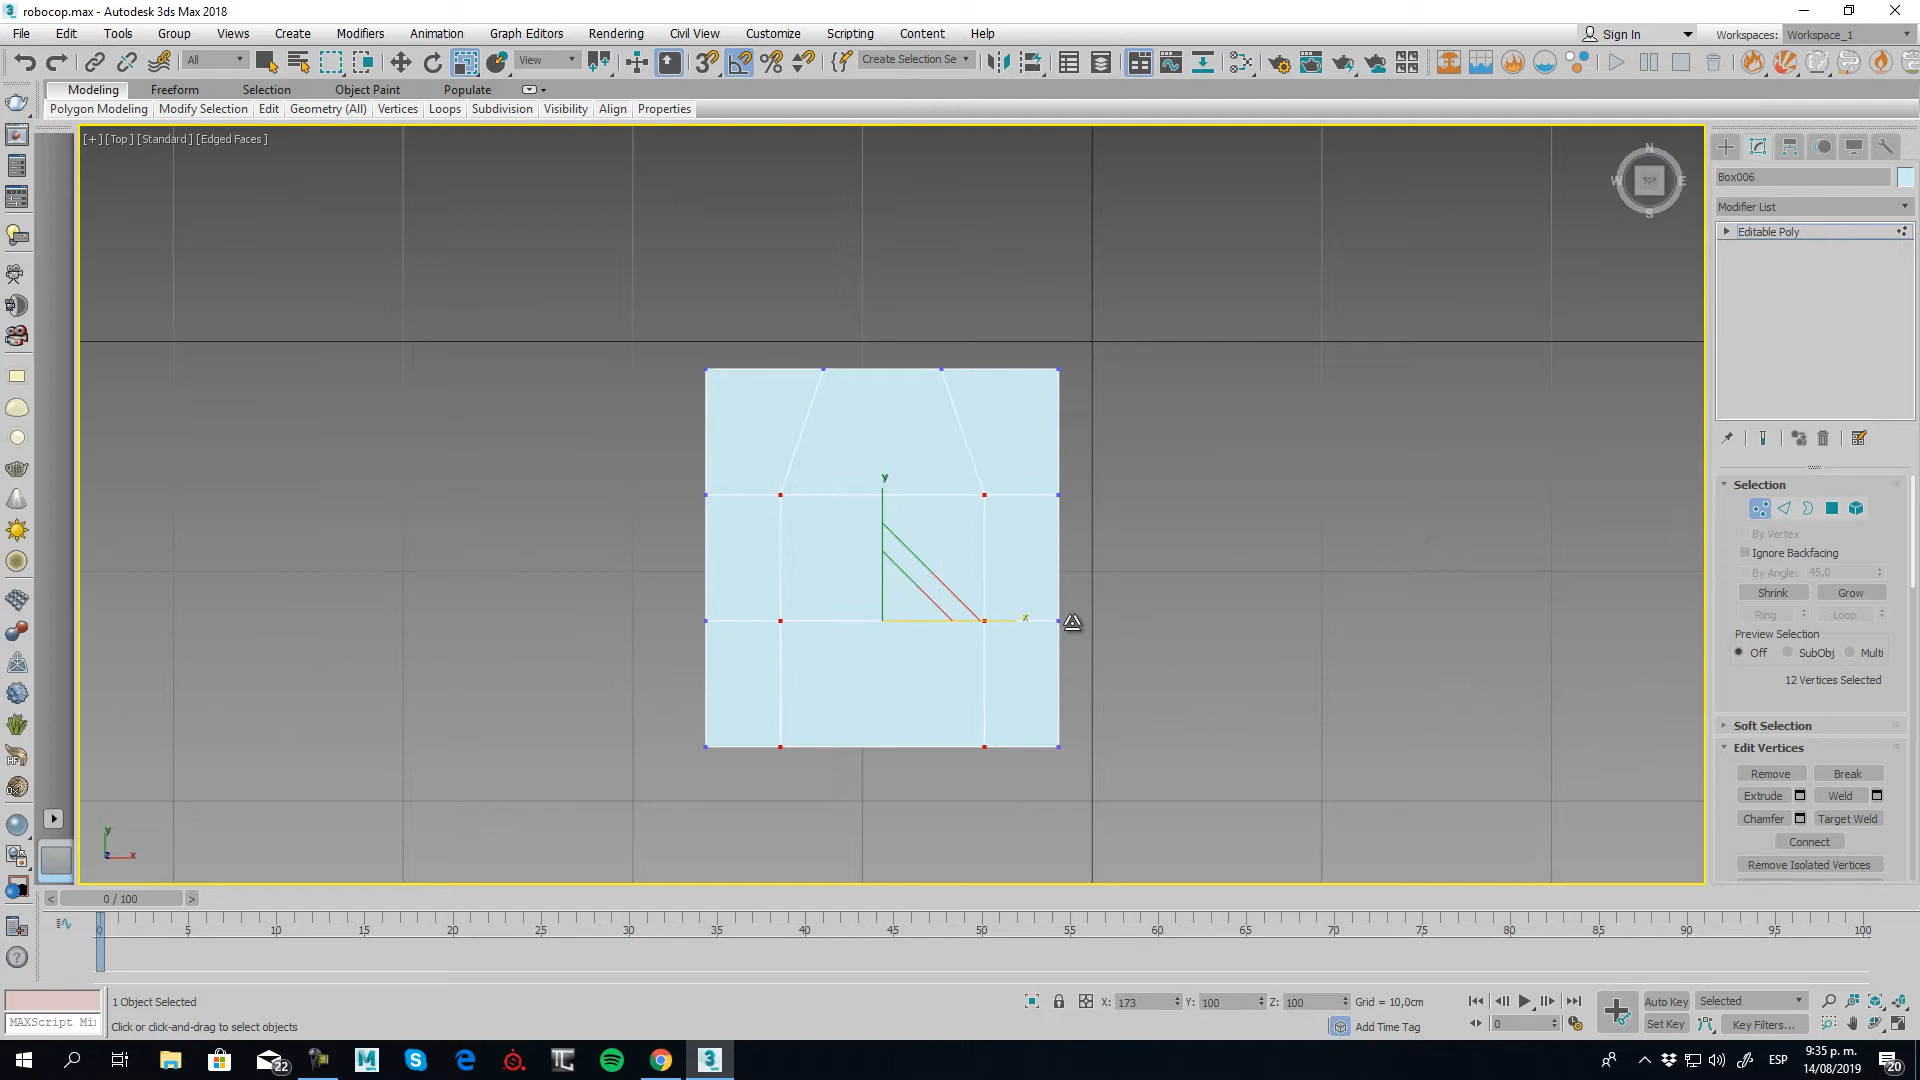 robocop.max - Autodesk 3ds Max 2018
File Edit Tools Group Views Create Modifiers Animation Graph Editors Rendering Civil View Customize Scripting Content Help
Sign In Workspaces: Workspace_1
All View Create Selection Se
Modeling Freeform Selection Object Paint Populate
Polygon Modeling Modify Selection Edit Geometry (All) Vertices Loops Subdivision Visibility Align Properties
[+] [Top] [Standard] [Edged Faces]
N
W TOP E
S
y
x
y
z x
Box006
Modifier List
Editable Poly
Selection
By Vertex
Ignore Backfacing
By Angle: 45,0
Shrink Grow
Ring Loop
Preview Selection
Off SubObj Multi
12 Vertices Selected
Soft Selection
Edit Vertices
Remove Break
Extrude Weld
Chamfer Target Weld
Connect
Remove Isolated Vertices
< 0 / 100 >
0 5 10 15 20 25 30 35 40 45 50 55 60 65 70 75 80 85 90 95 100
1 Object Selected
X: 173 Y: 100 Z: 100 Grid = 10,0cm
Auto Key Selected
MAXScript Mi
Click or click-and-drag to select objects
Add Time Tag
0
Set Key Key Filters...
22
ESP
9:35 p. m.
14/08/2019
20